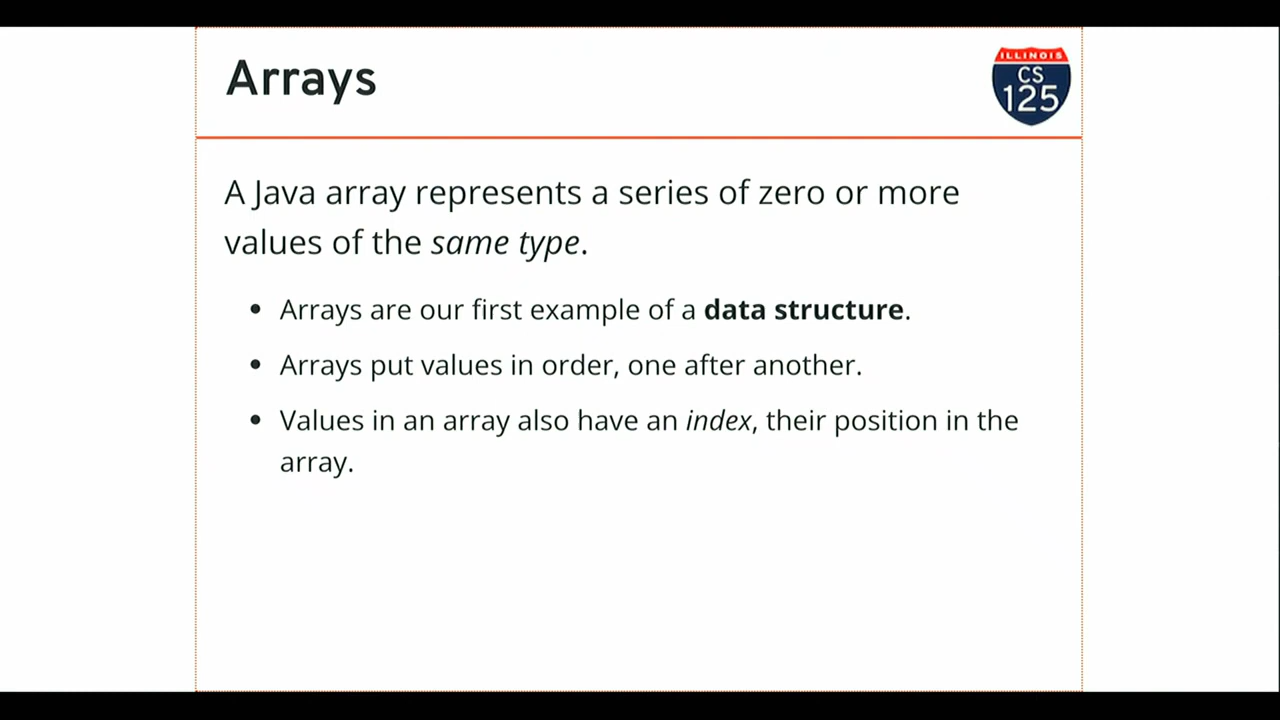 Arrays
ILLINOIS
CS
125
A Java array represents a series of zero or more
values of the same type.
• Arrays are our first example of a data structure.
• Arrays put values in order, one after another.
• Values in an array also have an index, their position in the
array.